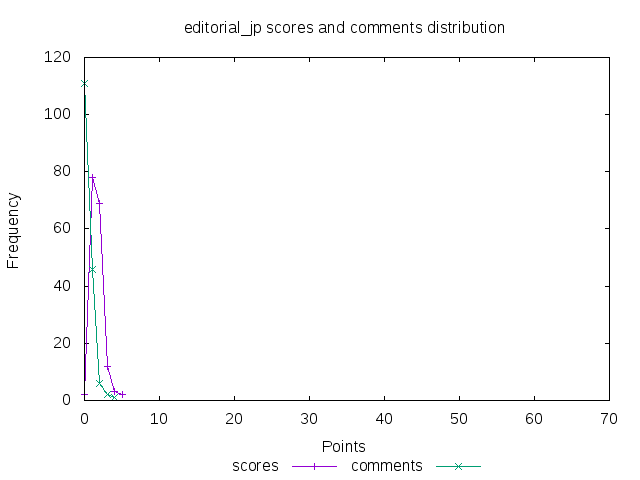 editorial_jp scores and comments distribution
120
100
80
60
40
20
0
Frequency
0 10 20 30 40 50 60 70
Points
scores comments